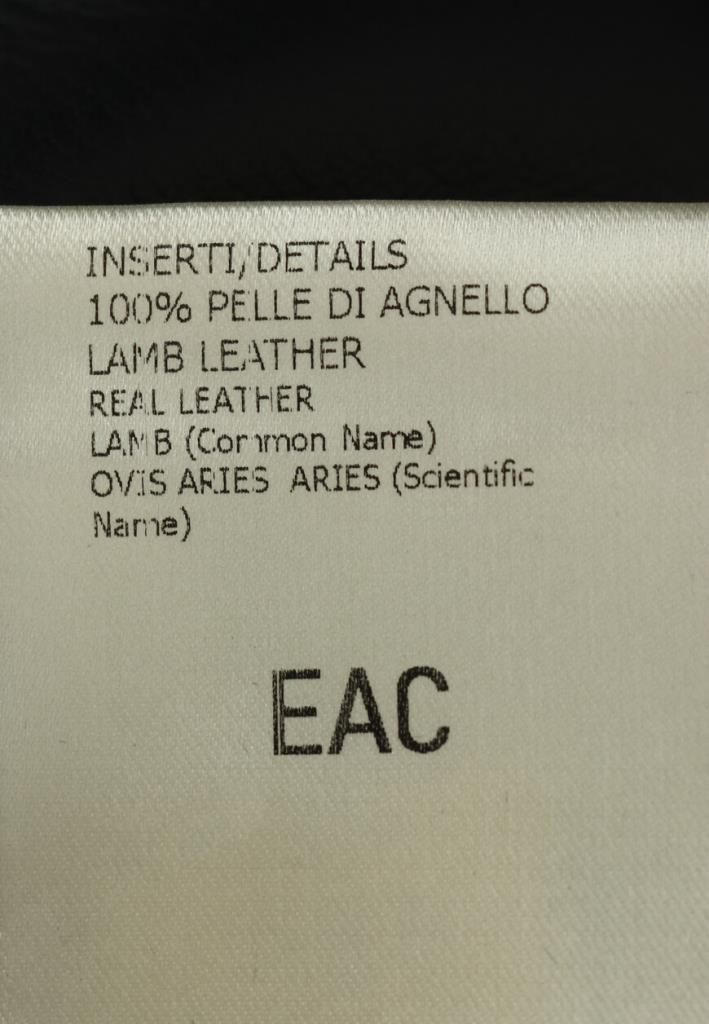 INSERTI/DETAILS
100% PELLE DI AGNELLO
LAMB LEATHER
REAL LEATHER
LAMB (Common Name)
OVIS ARIES ARIES (Scientific
Name)
EAC